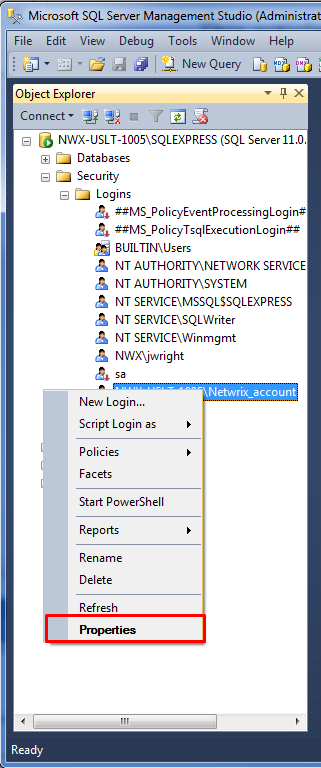 Microsoft SQL Server Management Studio (Administrat
File Edit View Debug Tools Window Help
New Query
Object Explorer
Connect
NWX-USLT-1005\SQLEXPRESS (SQL Server 11.0.
Databases
Security
Logins
##MS_PolicyEventProcessingLogin#
##MS_PolicyTsqlExecutionLogin##
BUILTIN\Users
NT AUTHORITY\NETWORK SERVICE
NT AUTHORITY\SYSTEM
NT SERVICE\MSSQL$SQLEXPRESS
NT SERVICE\SQLWriter
NT SERVICE\Winmgmt
NWX\jwright
sa
NWX-USLT-1005\Netwrix_account
New Login...
Script Login as
Policies
Facets
Start PowerShell
Reports
Rename
Delete
Refresh
Properties
Ready